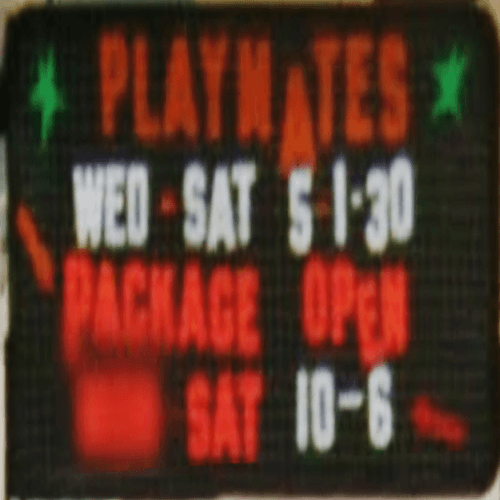 PLAYMATES
WED - SAT 5-1·30
PACKAGE OPEN
SAT 10-6